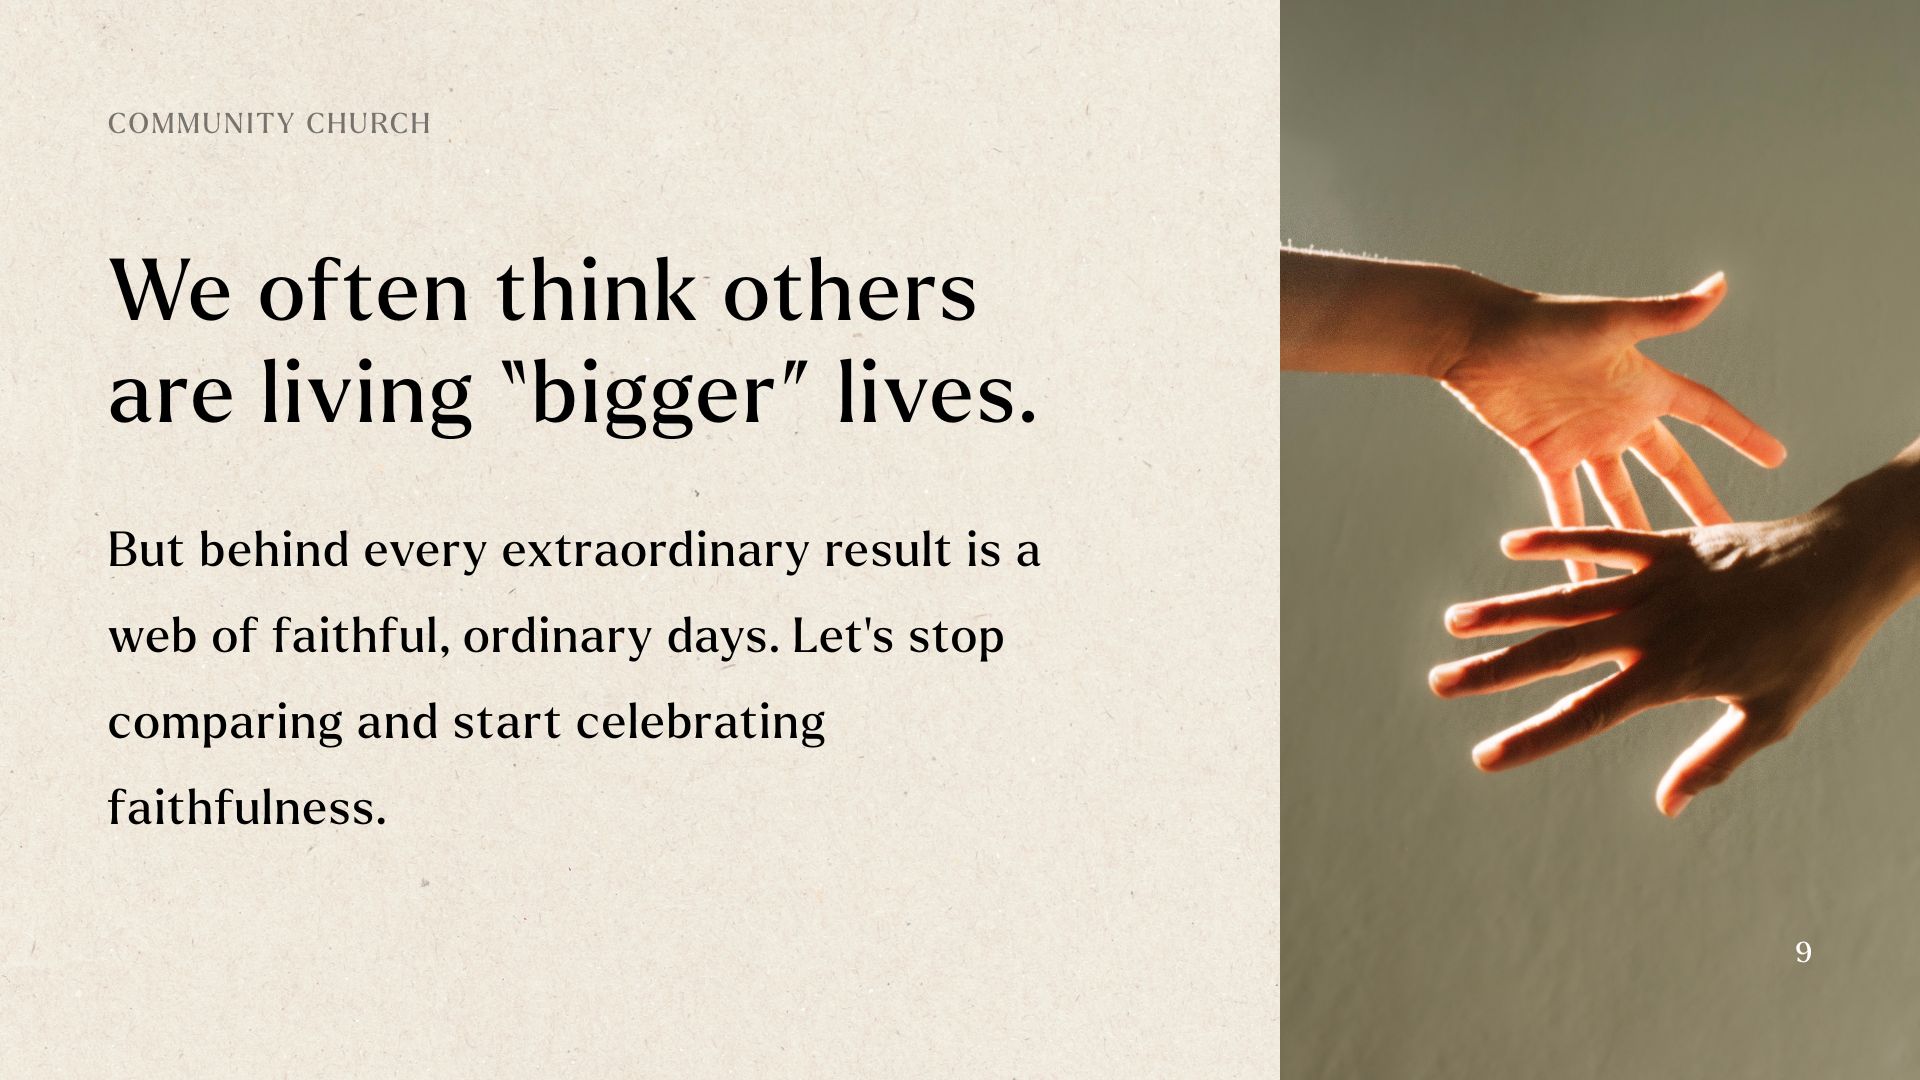 COMMUNITY CHURCH
We often think others
are living “bigger” lives.
But behind every extraordinary result is a
web of faithful, ordinary days. Let's stop
comparing and start celebrating
faithfulness.
9